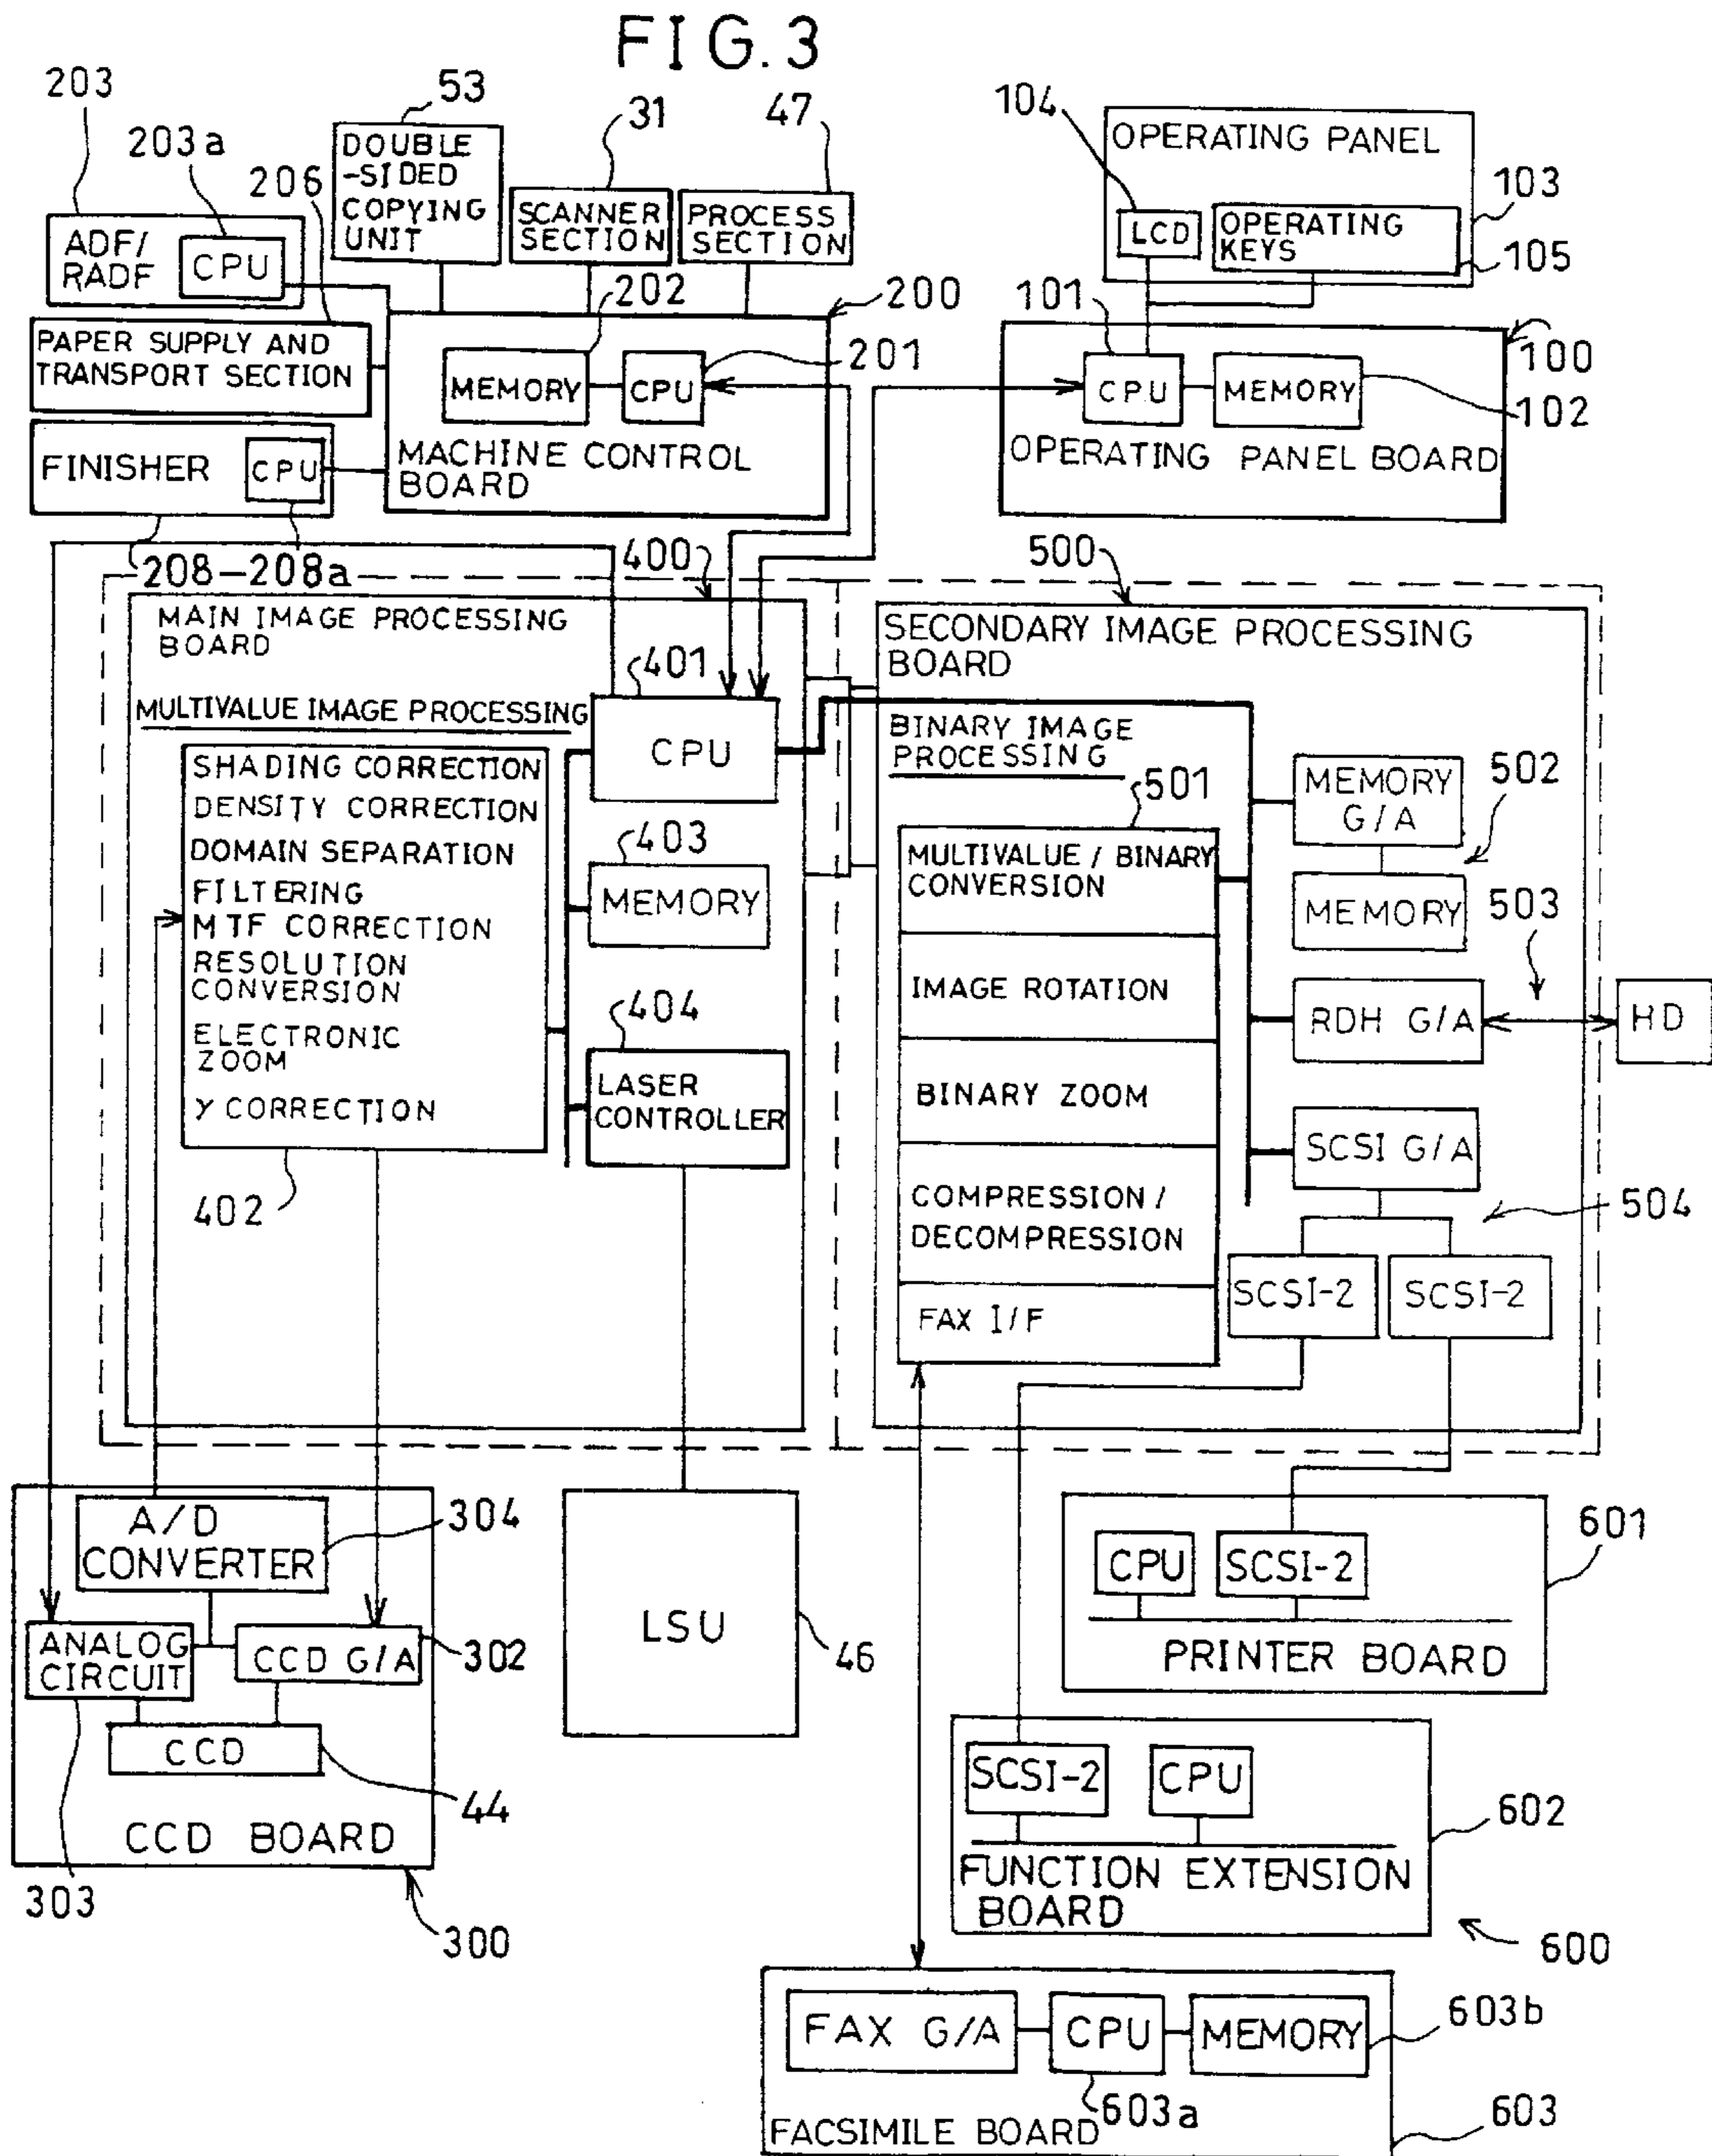 FIG.3
203
53
31
47
104
203a
206
DOUBLE
-SIDED
COPYING
UNIT
SCANNER
SECTION
PROCESS
SECTION
OPERATING PANEL
103
LCD
OPERATING
KEYS
105
ADF/
RADF
CPU
202
200
101
100
PAPER SUPPLY AND
TRANSPORT SECTION
MEMORY
CPU
201
CPU
MEMORY
102
FINISHER
CPU
MACHINE CONTROL
BOARD
OPERATING PANEL BOARD
208-208a
400
500
MAIN IMAGE PROCESSING
BOARD
401
SECONDARY IMAGE PROCESSING
BOARD
MULTIVALUE IMAGE PROCESSING
CPU
BINARY IMAGE
PROCESSING
SHADING CORRECTION
DENSITY CORRECTION
DOMAIN SEPARATION
FILTERING
MTF CORRECTION
RESOLUTION
CONVERSION
ELECTRONIC
ZOOM
γ CORRECTION
402
403
MEMORY
404
LASER
CONTROLLER
501
MULTIVALUE / BINARY
CONVERSION
IMAGE ROTATION
BINARY ZOOM
COMPRESSION /
DECOMPRESSION
FAX I/F
MEMORY
G/A
502
MEMORY
503
RDH G/A
HD
SCSI G/A
504
SCSI-2
SCSI-2
A/D
CONVERTER
304
ANALOG
CIRCUIT
CCD G/A
302
CCD
44
CCD BOARD
303
300
LSU
46
601
CPU
SCSI-2
PRINTER BOARD
SCSI-2
CPU
602
FUNCTION EXTENSION
BOARD
600
FAX G/A
CPU
MEMORY
603b
603a
FACSIMILE BOARD
603